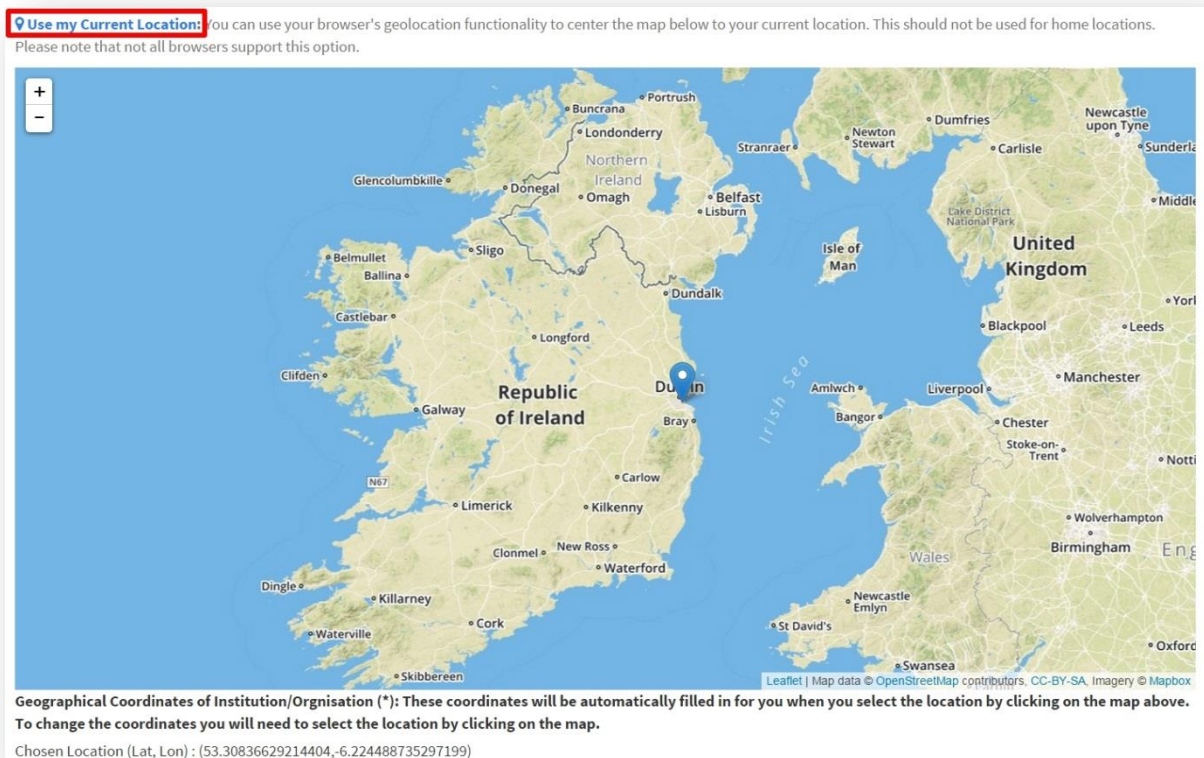 Use my Current Location: You can use your browser's geolocation functionality to center the map below to your current location. This should not be used for home locations.
Please note that not all browsers support this option.
+
−
Portrush
Buncrana
Londonderry
Northern
Ireland
Omagh
Donegal
Glencolumbkille
Belfast
Lisburn
Stranraer
Newton
Stewart
Dumfries
Newcastle
upon Tyne
Carlisle
Sunderla
Middle
Lake District
National Park
United
Kingdom
Isle of
Man
Sligo
Belmullet
Ballina
Dundalk
Castlebar
Longford
Blackpool
Leeds
Yorl
Clifden
Republic
of Ireland
Galway
Bray
Irish Sea
Amlwch
Bangor
Liverpool
Manchester
Chester
Stoke-on-
Trent
Notti
N67
Carlow
Limerick
Kilkenny
Clonmel
New Ross
Waterford
Wolverhampton
Birmingham
Eng
Wales
Dingle
Killarney
Newcastle
Emlyn
Waterville
Cork
St David's
Oxford
Skibbereen
Swansea
Leaflet | Map data © OpenStreetMap contributors, CC-BY-SA, Imagery © Mapbox
Geographical Coordinates of Institution/Orgnisation (*): These coordinates will be automatically filled in for you when you select the location by clicking on the map above.
To change the coordinates you will need to select the location by clicking on the map.
Chosen Location (Lat, Lon) : (53.30836629214404,-6.224488735297199)